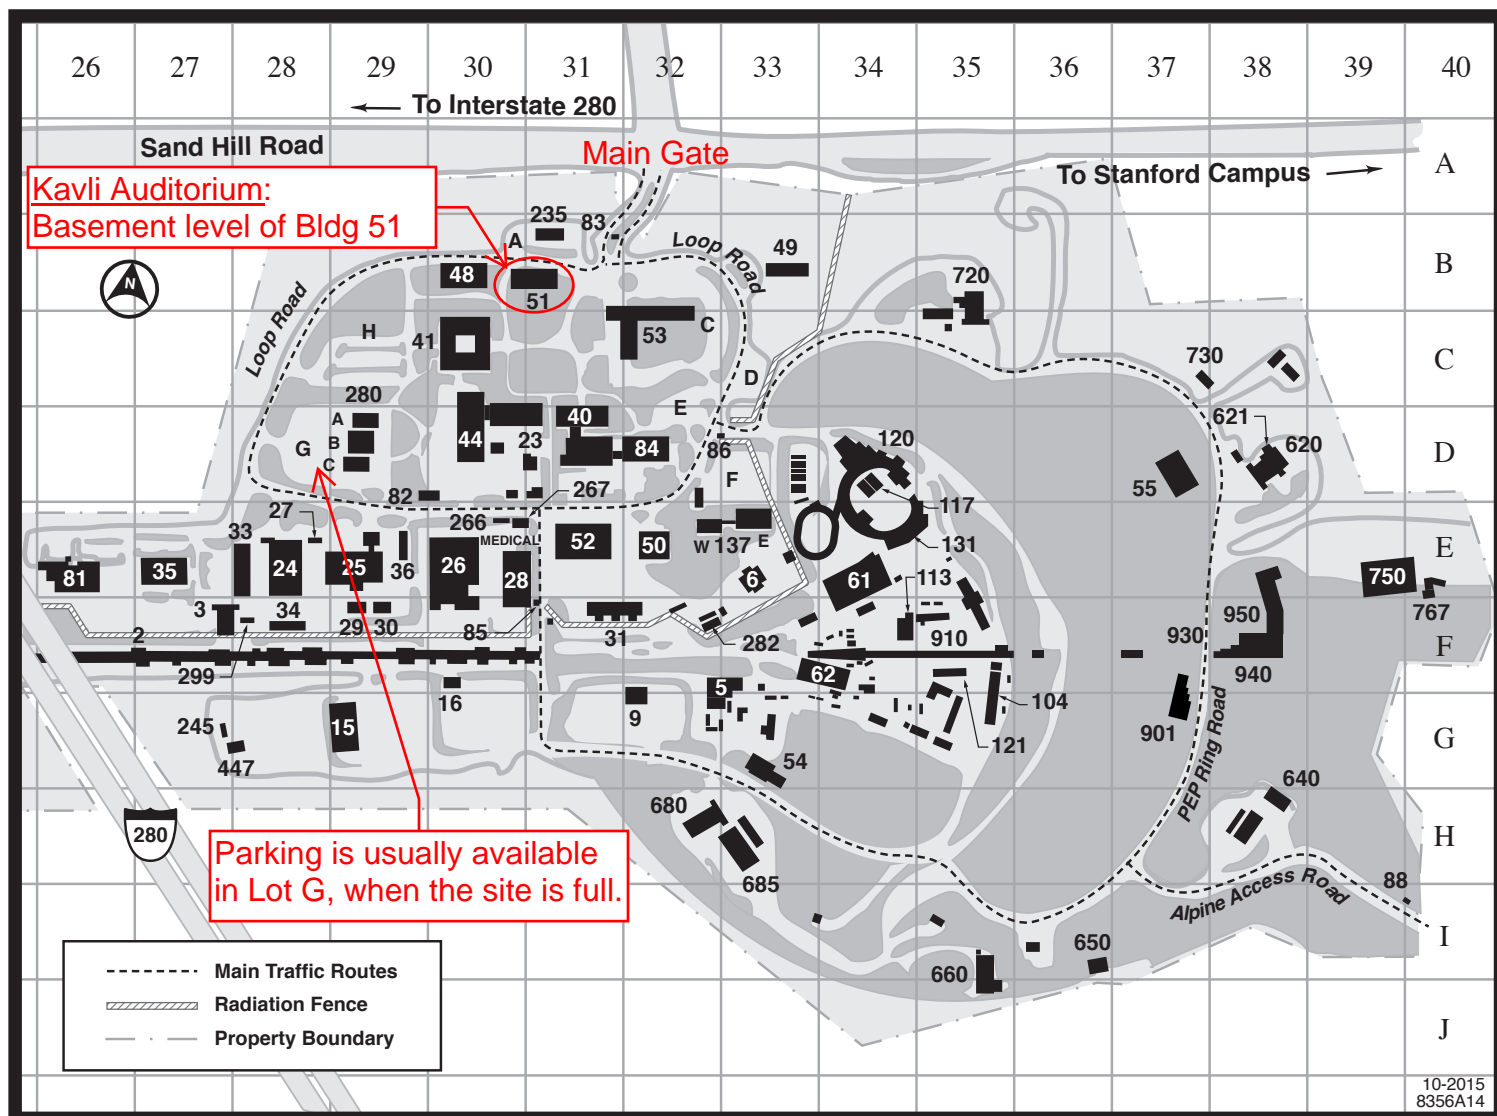 26 27 28 29 30 31 32 33 34 35 36 37 38 39 40
To Interstate 280
Sand Hill Road
Main Gate
A
To Stanford Campus
Kavli Auditorium:
Basement level of Bldg 51
235
83
A
Loop Road
49
B
N
48
51
720
Loop Road
H
41
53
C
730
C
D
280
A
B
C
G
44
40
23
E
84
86
120
621
620
D
55
82
267
F
117
27
33
266
MEDICAL
52
50
W
137
E
131
E
81
35
24
25
36
26
28
6
61
113
750
767
3
34
29
30
85
31
282
910
950
930
F
2
299
62
940
16
9
5
104
245
15
447
54
121
901
G
PEP Ring Road
640
280
680
685
H
Parking is usually available
in Lot G, when the site is full.
88
Alpine Access Road
650
I
660
Main Traffic Routes
Radiation Fence
Property Boundary
J
10-2015
8356A14